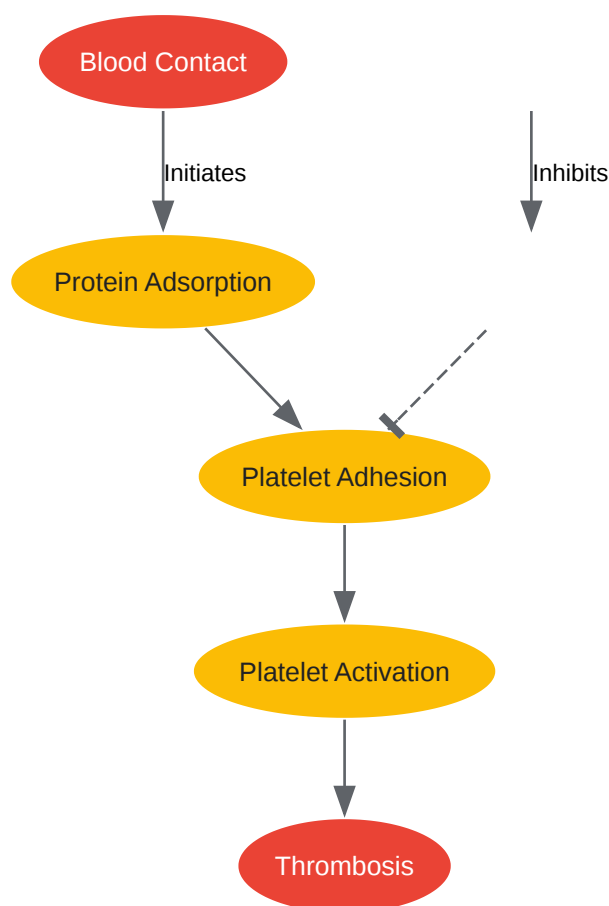 Blood Contact
Initiates
Inhibits
Protein Adsorption
Platelet Adhesion
Platelet Activation
Thrombosis